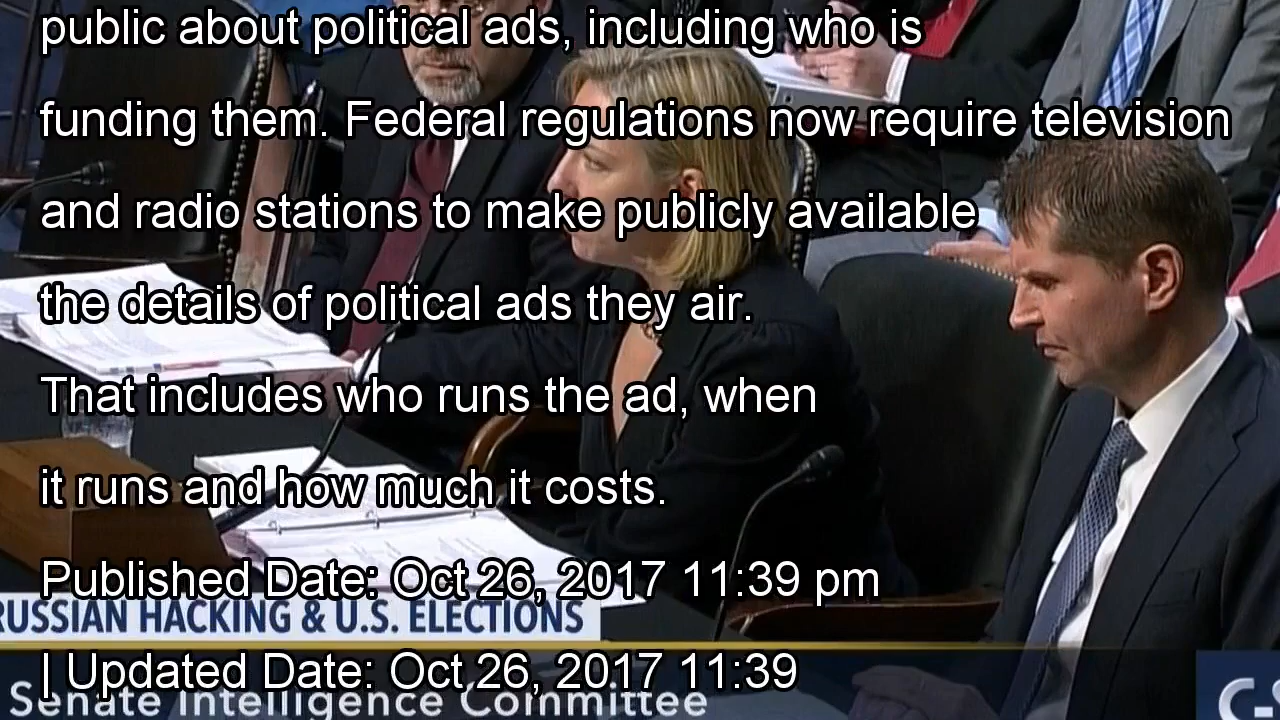 public about political ads, including who is
funding them. Federal regulations now require television
and radio stations to make publicly available
the details of political ads they air.
That includes who runs the ad, when
it runs and how much it costs.
Published Date: Oct 26, 2017 11:39 pm
RUSSIAN HACKING & U.S. ELECTIONS
| Updated Date: Oct 26, 2017 11:39
Senate Intelligence Committee